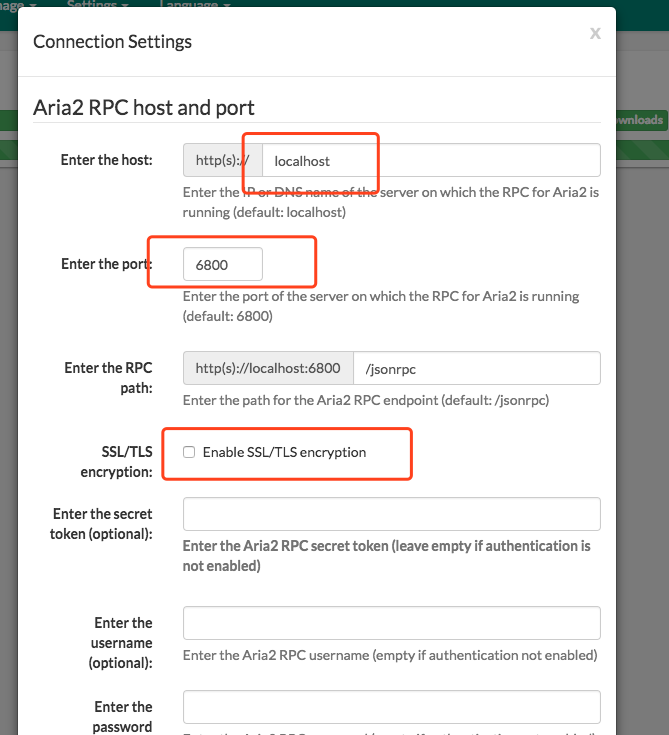 Settings
Language
Connection Settings
x
Aria2 RPC host and port
wnloads
Enter the host:
http(s)://
localhost
Enter the IP or DNS name of the server on which the RPC for Aria2 is
running (default: localhost)
Enter the port:
6800
Enter the port of the server on which the RPC for Aria2 is running
(default: 6800)
Enter the RPC
path:
http(s)://localhost:6800
/jsonrpc
Enter the path for the Aria2 RPC endpoint (default: /jsonrpc)
SSL/TLS
encryption:
Enable SSL/TLS encryption
Enter the secret
token (optional):
Enter the Aria2 RPC secret token (leave empty if authentication is
not enabled)
Enter the
username
(optional):
Enter the Aria2 RPC username (empty if authentication not enabled)
Enter the
password